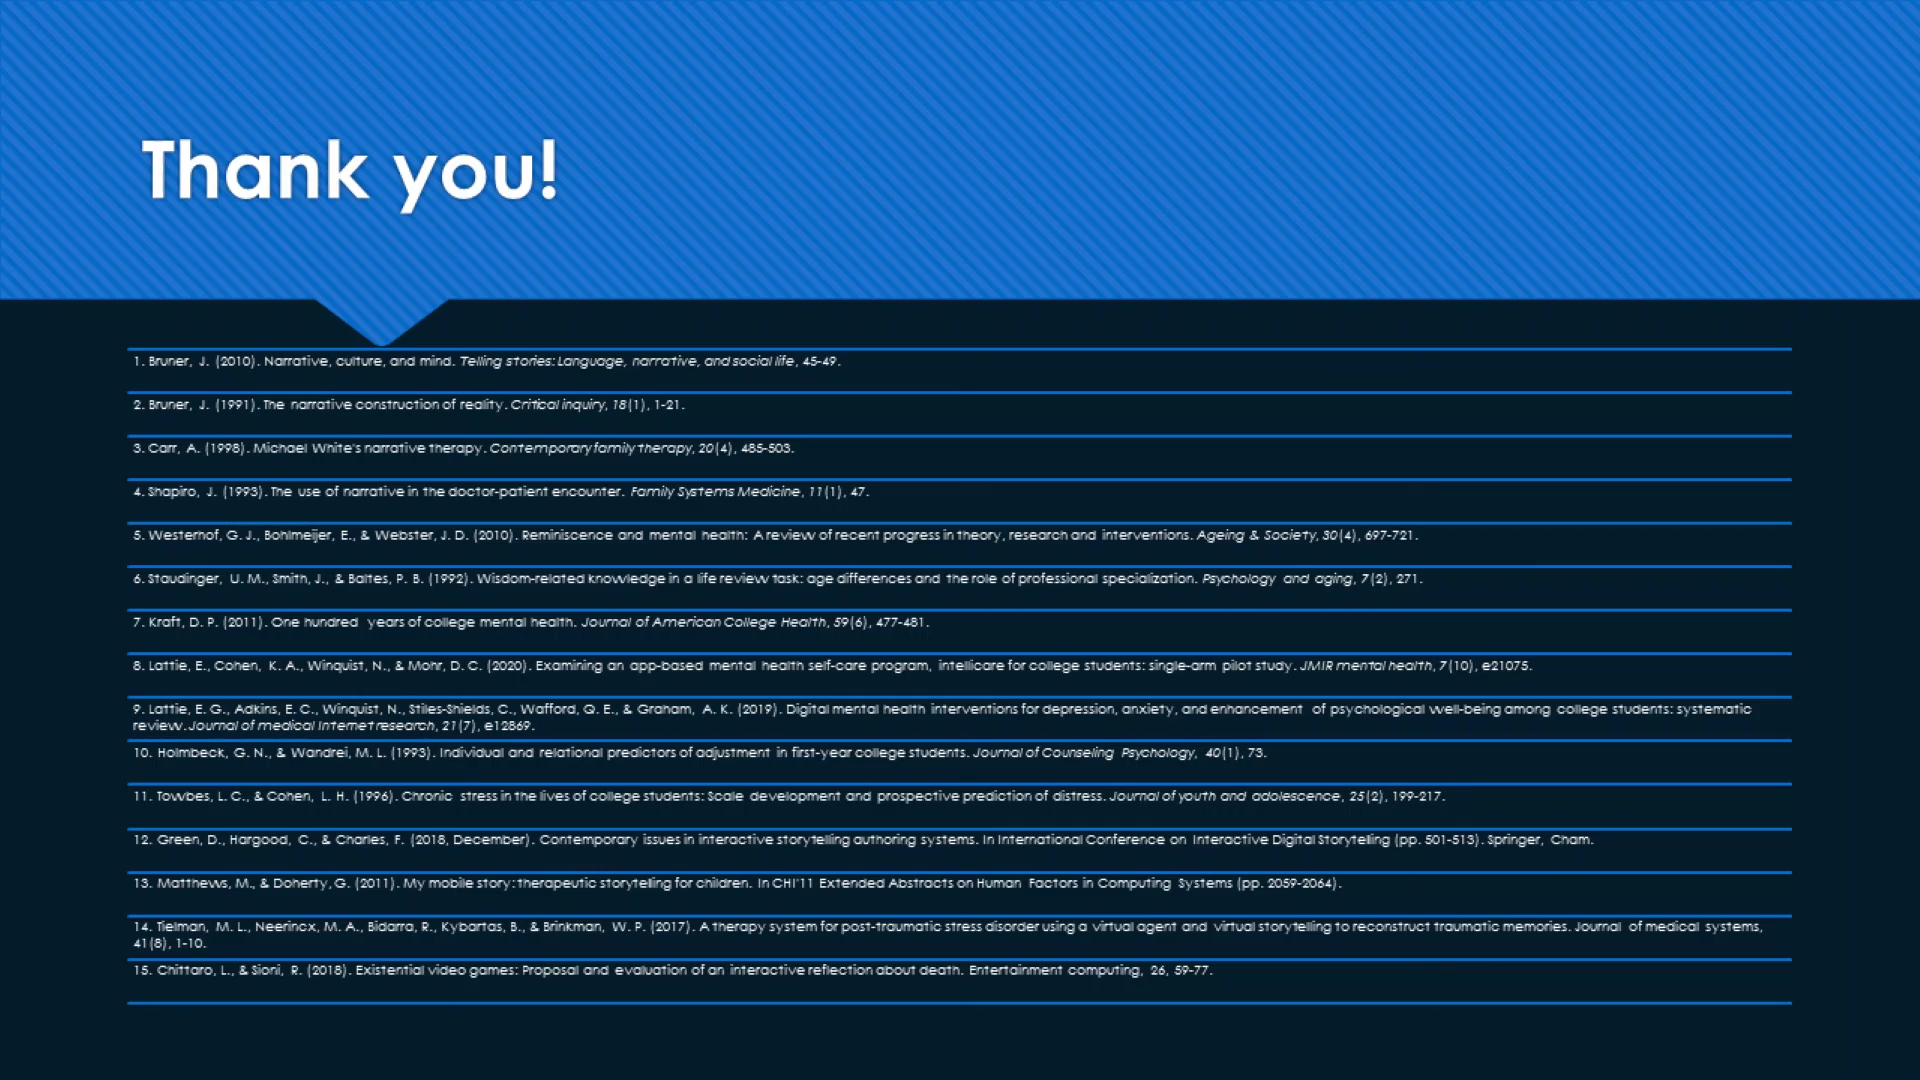 Thank you!
1. Bruner, J. (2010). Narrative, culture, and mind. Telling stories: Language, narrative, and social life, 45-49.
2. Bruner, J. (1991). The narrative construction of reality. Critical inquiry, 18(1), 1-21.
3. Carr, A. (1998). Michael White's narrative therapy. Contemporary family therapy, 20(4), 485-503.
4. Shapiro, J. (1993). The use of narrative in the doctor-patient encounter. Family Systems Medicine, 11(1), 47.
5. Westerhof, G. J., Bohlmeijer, E., & Webster, J. D. (2010). Reminiscence and mental health: A review of recent progress in theory, research and interventions. Ageing & Society, 30(4), 697-721.
6. Staudinger, U. M., Smith, J., & Baltes, P. B. (1992). Wisdom-related knowledge in a life review task: age differences and the role of professional specialization. Psychology and aging, 7(2), 271.
7. Kraft, D. P. (2011). One hundred years of college mental health. Journal of American College Health, 59(6), 477-481.
8. Lattie, E., Cohen, K. A., Winquist, N., & Mohr, D. C. (2020). Examining an app-based mental health self-care program, intellicare for college students: single-arm pilot study. JMIR mental health, 7(10), e21075.
9. Lattie, E. G., Adkins, E. C., Winquist, N., Stiles-Shields, C., Wafford, Q. E., & Graham, A. K. (2019). Digital mental health interventions for depression, anxiety, and enhancement of psychological well-being among college students: systematic
review. Journal of medical Internet research, 21(7), e12869.
10. Holmbeck, G. N., & Wandrei, M. L. (1993). Individual and relational predictors of adjustment in first-year college students. Journal of Counseling Psychology, 40(1), 73.
11. Towbes, L. C., & Cohen, L. H. (1996). Chronic stress in the lives of college students: Scale development and prospective prediction of distress. Journal of youth and adolescence, 25(2), 199-217.
12. Green, D., Hargood, C., & Charles, F. (2018, December). Contemporary issues in interactive storytelling authoring systems. In International Conference on Interactive Digital Storytelling (pp. 501-513). Springer, Cham.
13. Matthews, M., & Doherty, G. (2011). My mobile story: therapeutic storytelling for children. In CHI'11 Extended Abstracts on Human Factors in Computing Systems (pp. 2059-2064).
14. Tielman, M. L., Neerincx, M. A., Bidarra, R., Kybartas, B., & Brinkman, W. P. (2017). A therapy system for post-traumatic stress disorder using a virtual agent and virtual storytelling to reconstruct traumatic memories. Journal of medical systems,
41(8), 1-10.
15. Chittaro, L., & Sioni, R. (2018). Existential video games: Proposal and evaluation of an interactive reflection about death. Entertainment computing, 26, 59-77.